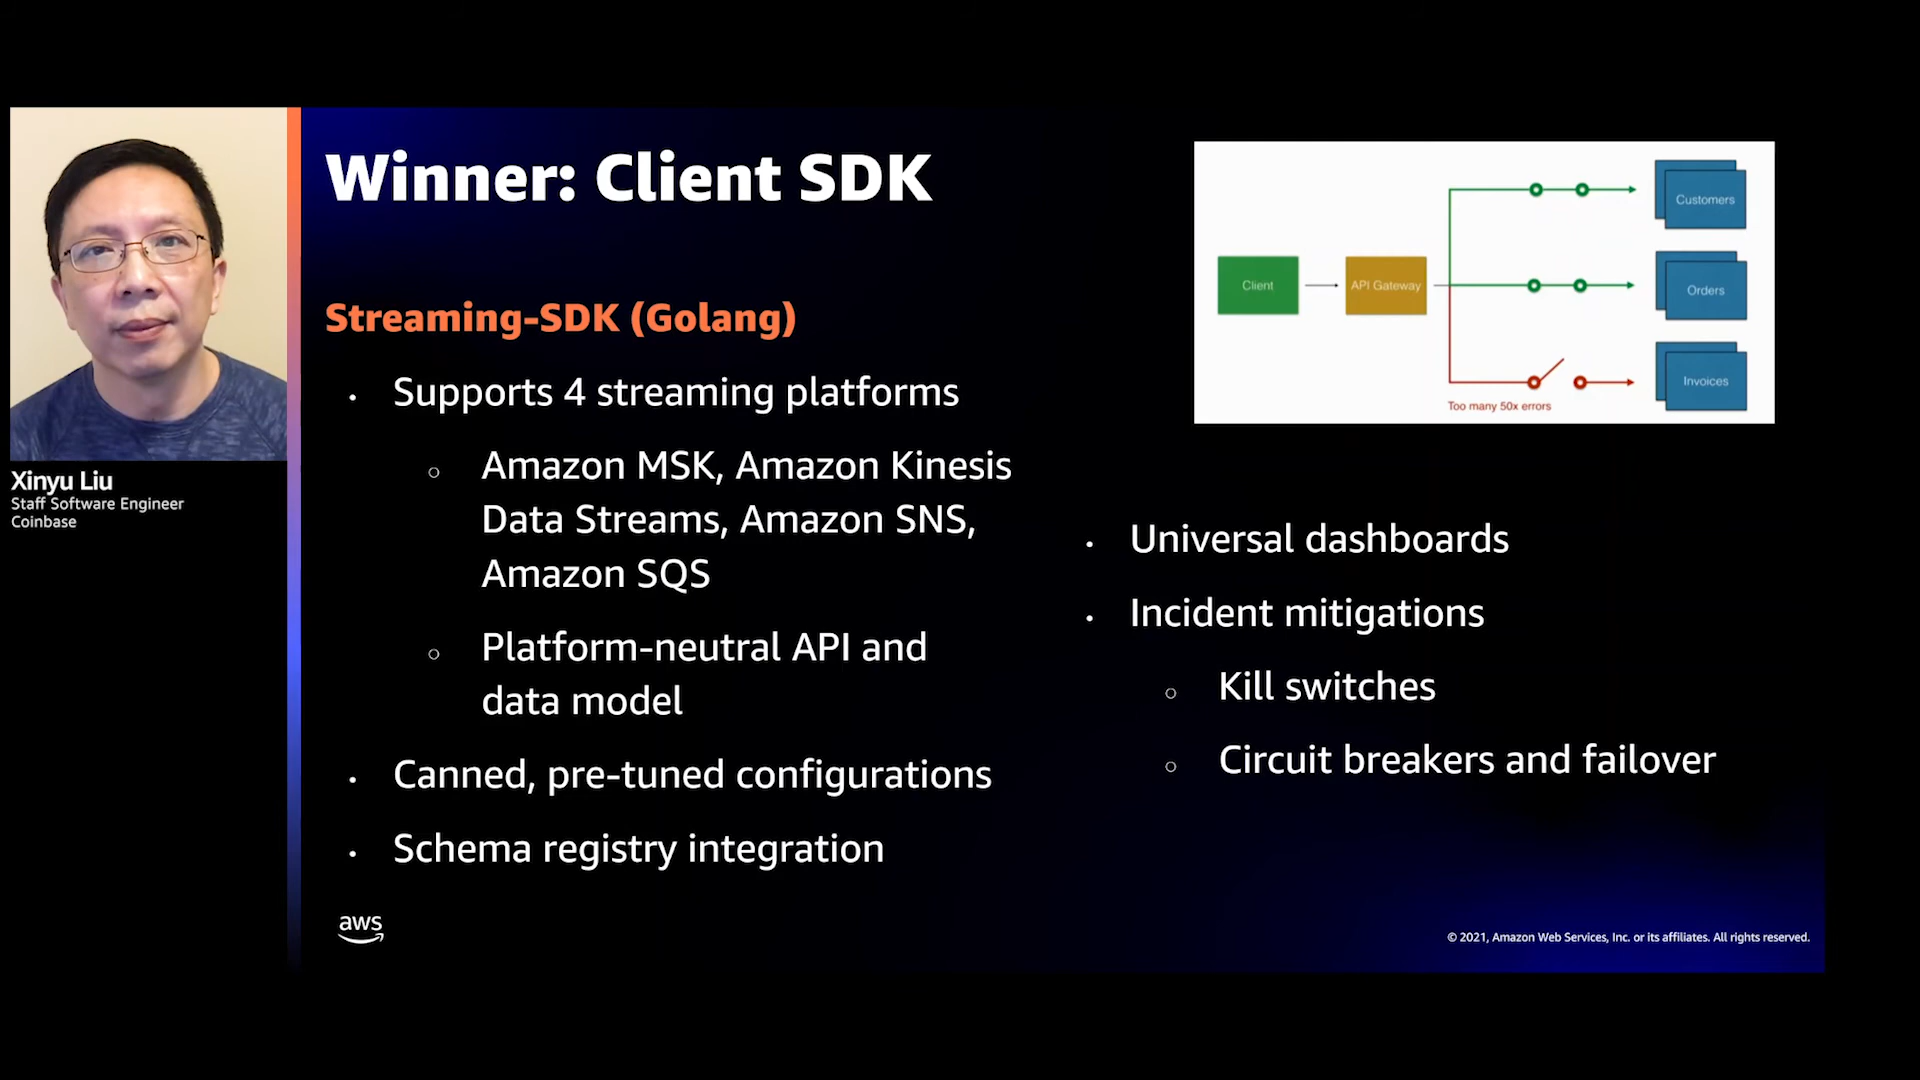 Winner: Client SDK
Streaming-SDK (Golang)
Supports 4 streaming platforms
Amazon MSK, Amazon Kinesis
Data Streams, Amazon SNS,
Amazon SQS
Platform-neutral API and
data model
Canned, pre-tuned configurations
Schema registry integration
Client
API Gateway
Customers
Orders
Invoices
Too many 50x errors
Universal dashboards
Incident mitigations
Kill switches
Circuit breakers and failover
Xinyu Liu
Staff Software Engineer
Coinbase
aws
© 2021, Amazon Web Services, Inc. or its affiliates. All rights reserved.